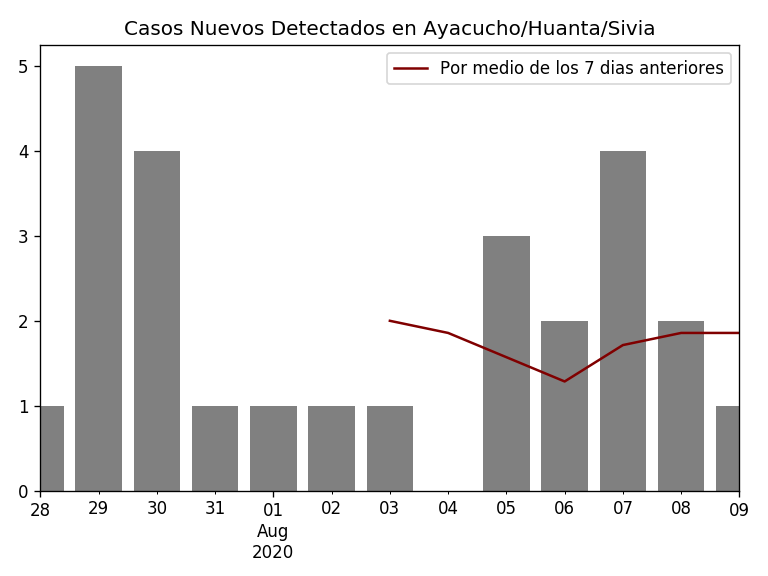 Casos Nuevos Detectados en Ayacucho/Huanta/Sivia
Por medio de los 7 dias anteriores
5
4
3
2
1
0
28 29 30 31 01 02 03 04 05 06 07 08 09
Aug
2020